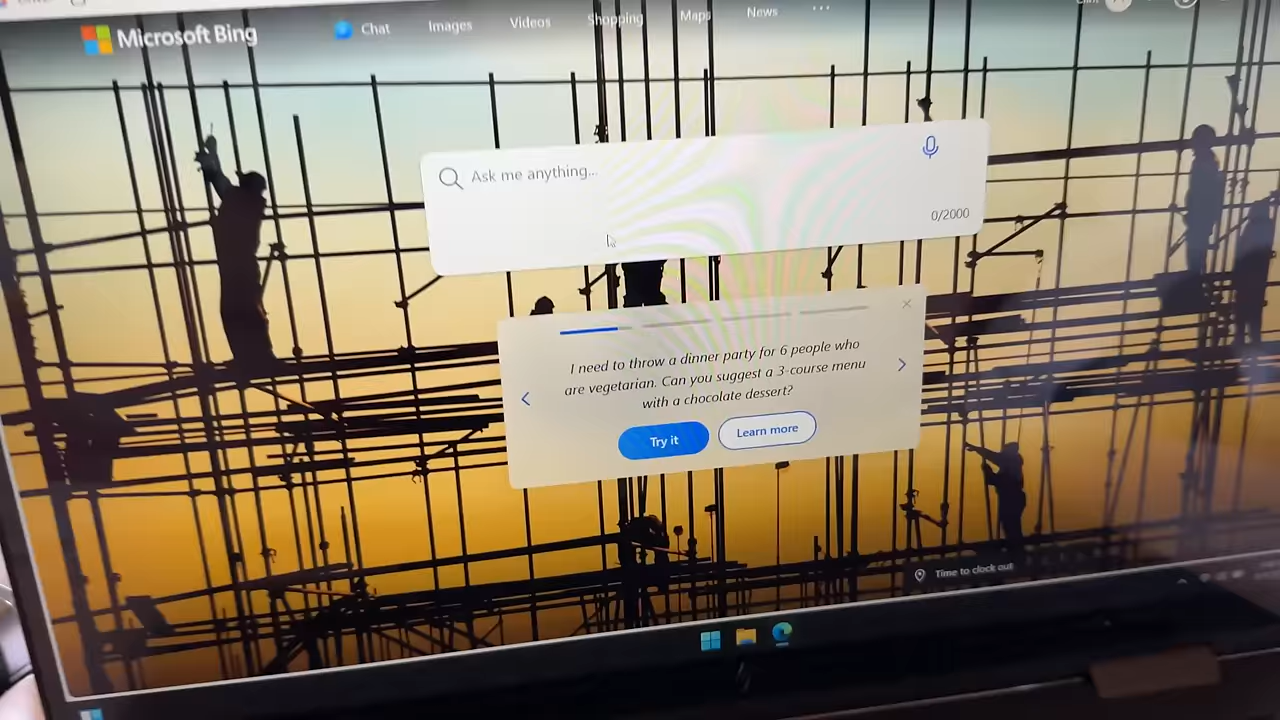 Microsoft Bing
Chat
Images
Videos
Shopping
Maps
News
Ask me anything...
0/2000
I need to throw a dinner party for 6 people who
are vegetarian. Can you suggest a 3-course menu
with a chocolate dessert?
Try it
Learn more
Time to clock out